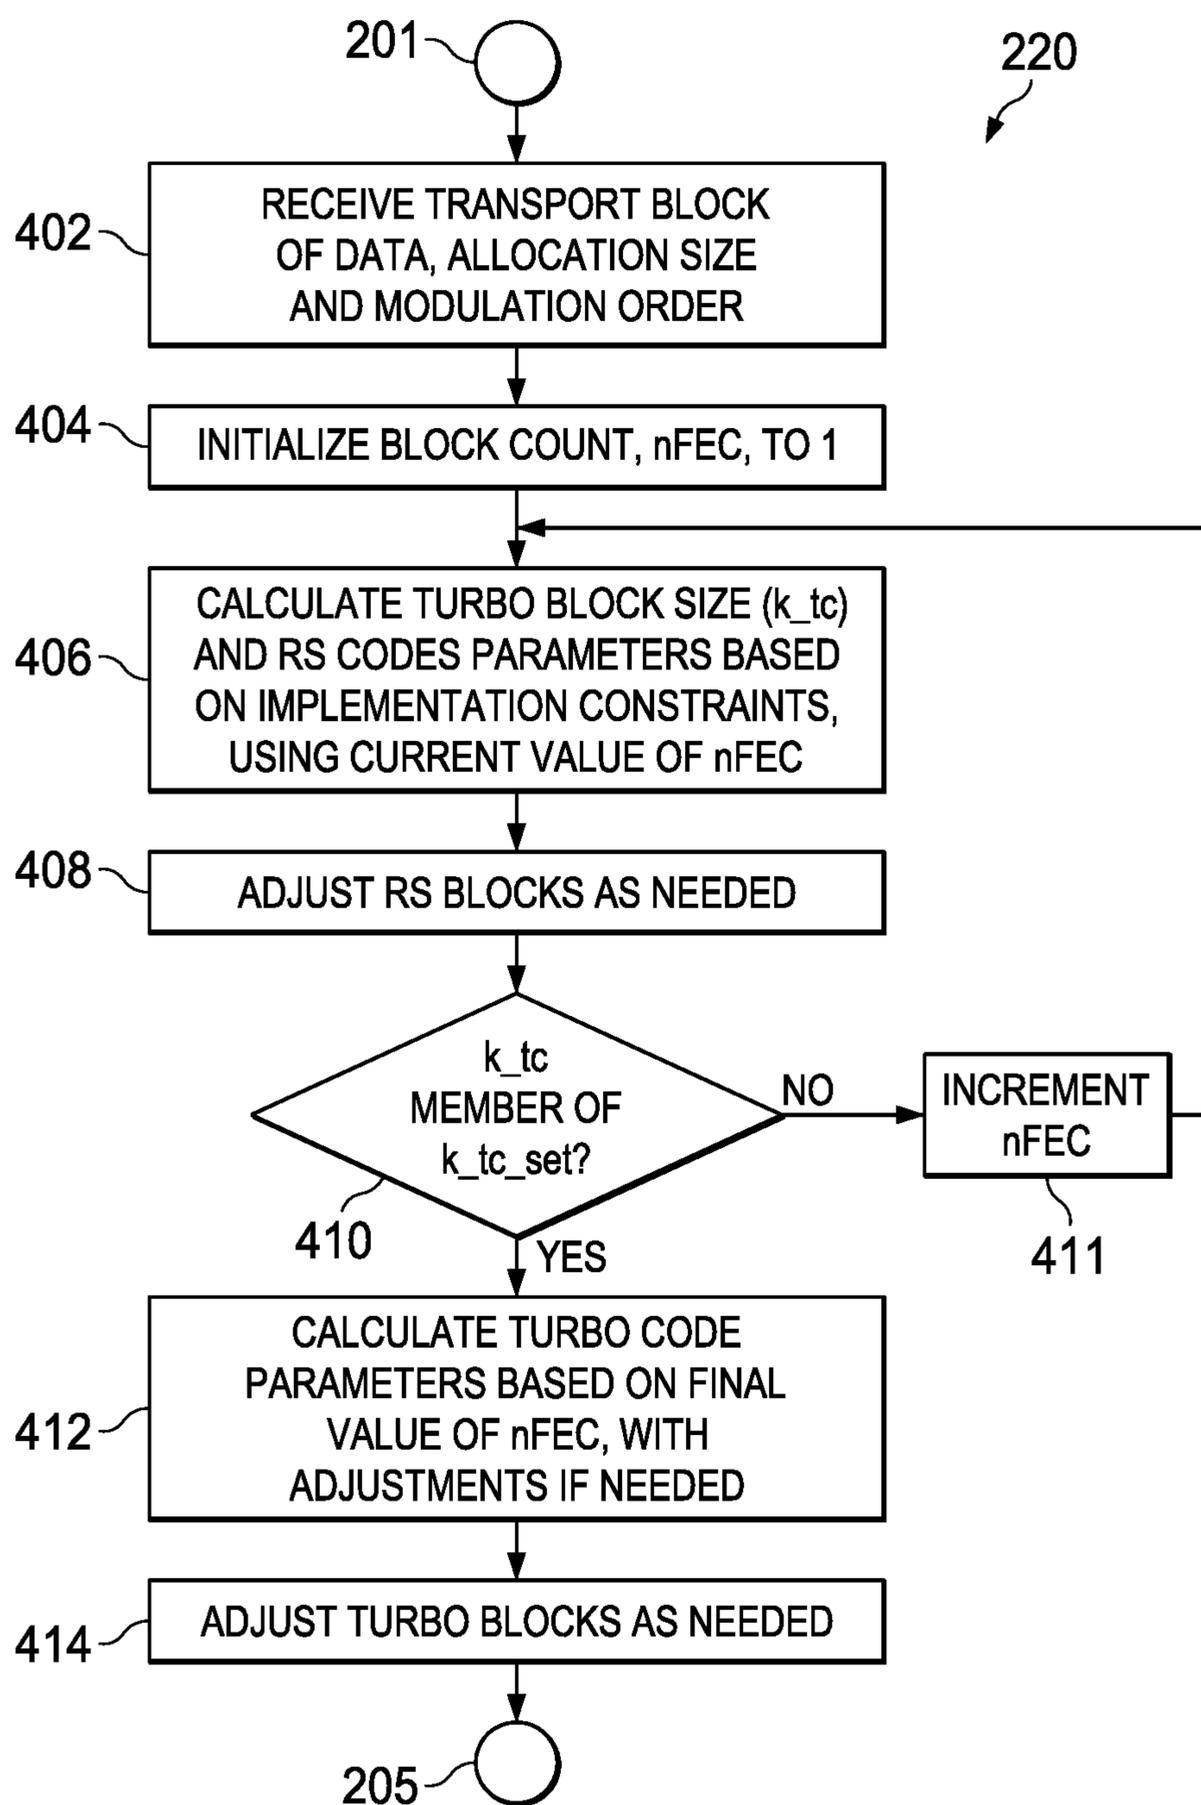 201
220
402
RECEIVE TRANSPORT BLOCK
OF DATA, ALLOCATION SIZE
AND MODULATION ORDER
404
INITIALIZE BLOCK COUNT, nFEC, TO 1
406
CALCULATE TURBO BLOCK SIZE (k_tc)
AND RS CODES PARAMETERS BASED
ON IMPLEMENTATION CONSTRAINTS,
USING CURRENT VALUE OF nFEC
408
ADJUST RS BLOCKS AS NEEDED
k_tc
MEMBER OF
k_tc_set?
410
NO
INCREMENT
nFEC
411
YES
412
CALCULATE TURBO CODE
PARAMETERS BASED ON FINAL
VALUE OF nFEC, WITH
ADJUSTMENTS IF NEEDED
414
ADJUST TURBO BLOCKS AS NEEDED
205